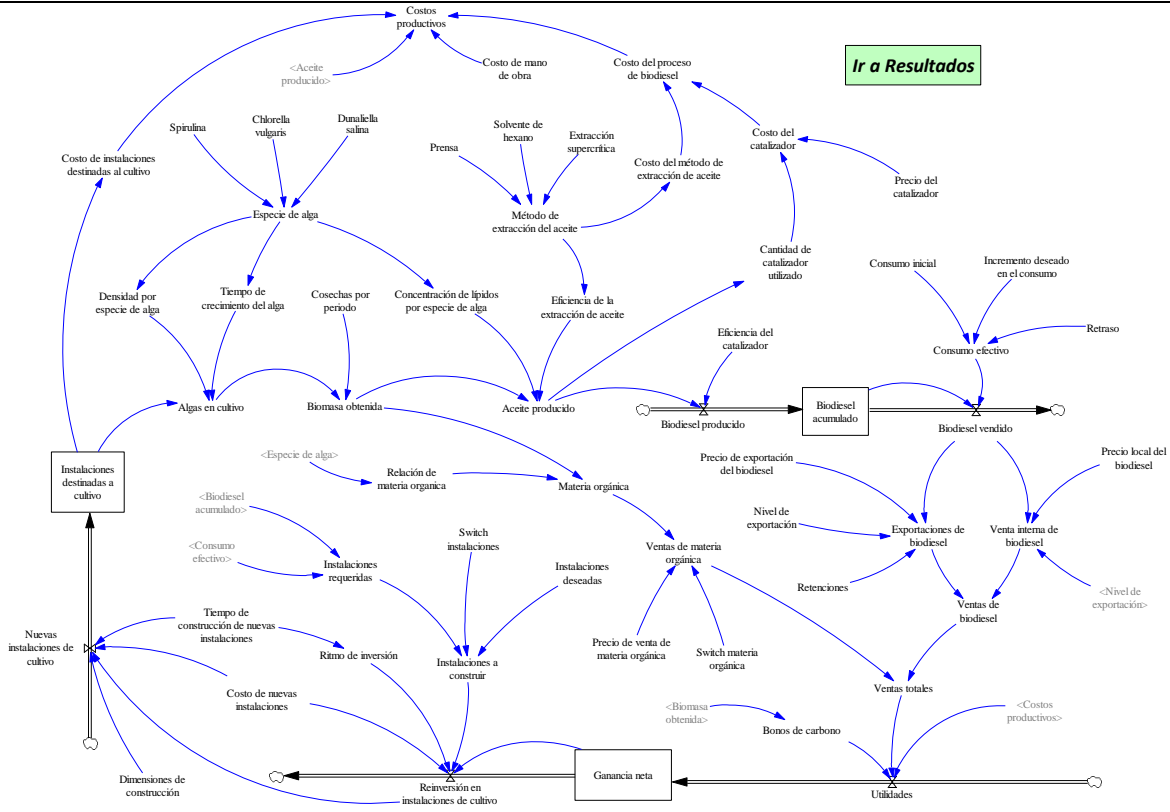 Costos
productivos
<Aceite
producido>
Costo de mano
de obra
Costo del proceso
de biodiesel
Ir a Resultados
Spirulina
Chlorella
vulgaris
Dunaliella
salina
Solvente de
hexano
Extracción
supercrítica
Prensa
Costo del
catalizador
Costo de instalaciones
destinadas al cultivo
Costo del método de
extracción de aceite
Precio del
catalizador
Especie de alga
Método de
extracción del aceite
Cantidad de
catalizador
utilizado
Consumo inicial
Incremento deseado
en el consumo
Densidad por
especie de alga
Tiempo de
crecimiento del alga
Cosechas por
periodo
Concentración de lípidos
por especie de alga
Eficiencia de la
extracción de aceite
Eficiencia del
catalizador
Retraso
Consumo efectivo
Algas en cultivo
Biomasa obtenida
Aceite producido
Biodiesel producido
Biodiesel
acumulado
Biodiesel vendido
Instalaciones
destinadas a
cultivo
<Especie de alga>
Relación de
materia organica
Materia orgánica
Precio de exportación
del biodiesel
Precio local del
biodiesel
<Biodiesel
acumulado>
Nivel de
exportación
Exportaciones de
biodiesel
Venta interna de
biodiesel
<Consumo
efectivo>
Instalaciones
requeridas
Switch
instalaciones
Instalaciones
deseadas
Ventas de materia
orgánica
Retenciones
<Nivel de
exportación>
Nuevas
instalaciones de
cultivo
Tiempo de
construcción de nuevas
instalaciones
Ritmo de inversión
Instalaciones a
construir
Precio de venta de
materia orgánica
Switch materia
orgánica
Ventas de
biodiesel
Costo de nuevas
instalaciones
Ventas totales
<Biomasa
obtenida>
Bonos de carbono
<Costos
productivos>
Dimensiones de
construcción
Reinversión en
instalaciones de cultivo
Ganancia neta
Utilidades